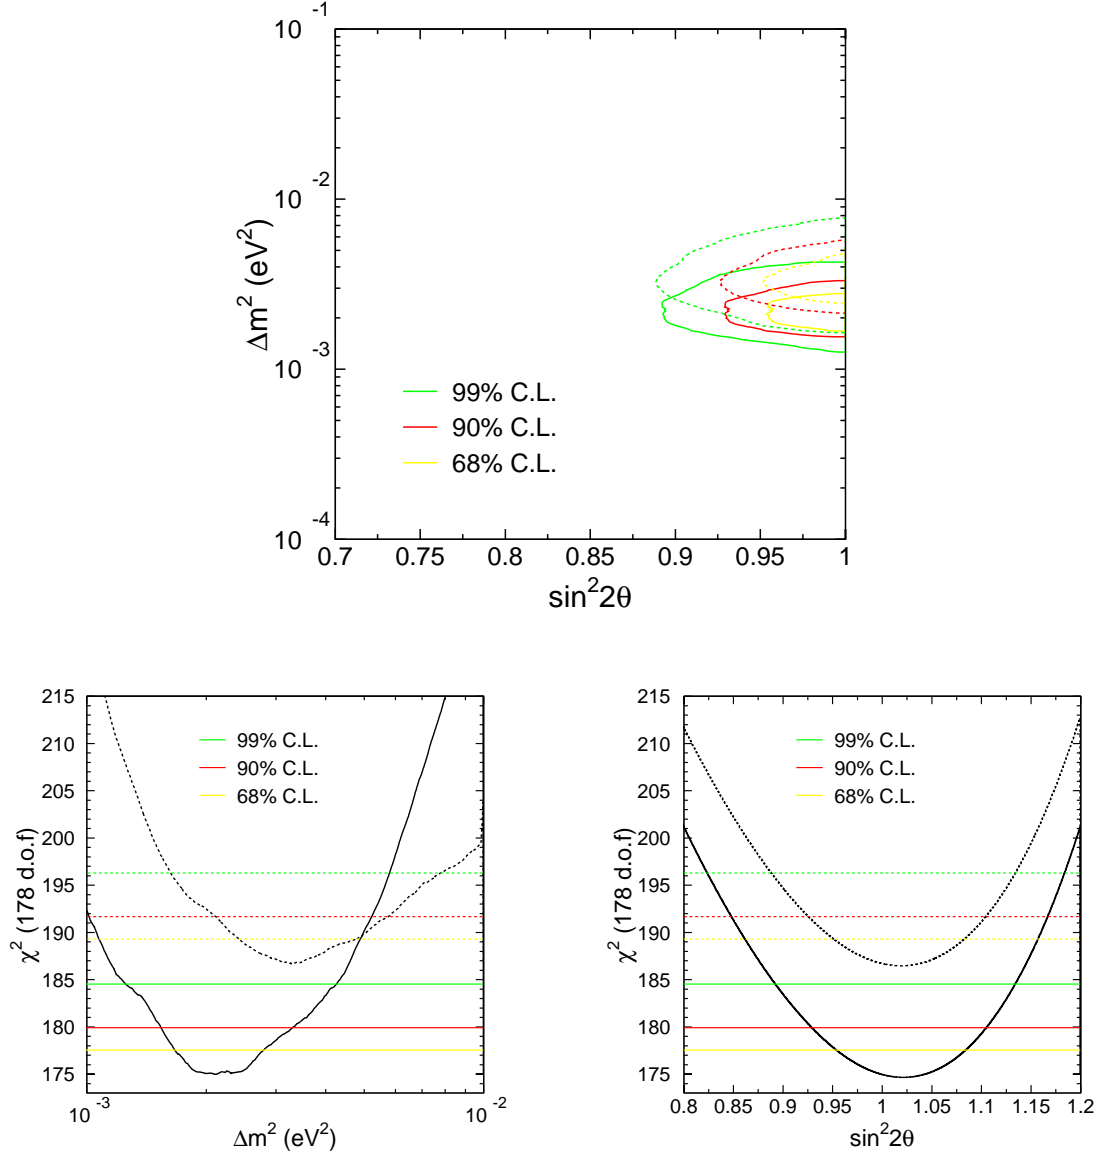 10⁻¹
10⁻²
10⁻³
10⁻⁴
Δm² (eV²)
99% C.L.
90% C.L.
68% C.L.
0.7 0.75 0.8 0.85 0.9 0.95 1
sin²2θ
215
210
205
200
195
190
185
180
175
χ² (178 d.o.f)
99% C.L.
90% C.L.
68% C.L.
10⁻³ 10⁻²
Δm² (eV²)
215
210
205
200
195
190
185
180
175
χ² (178 d.o.f)
99% C.L.
90% C.L.
68% C.L.
0.8 0.85 0.9 0.95 1 1.05 1.1 1.15 1.2
sin²2θ